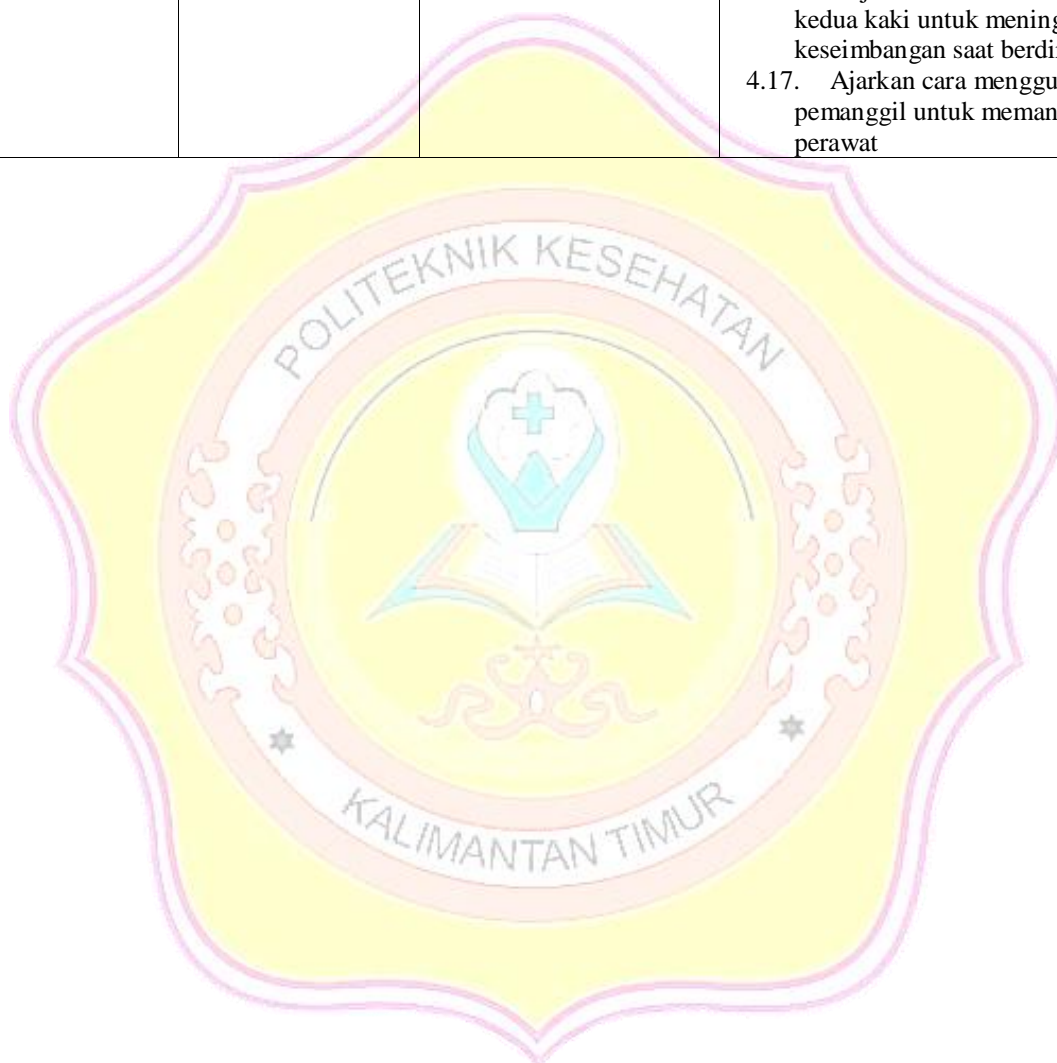 kedua kaki untuk mening
keseimbangan saat berdi
4.17. Ajarkan cara menggu
pemanggil untuk meman
perawat
POLITEKNIK KESEHATAN
KALIMANTAN TIMUR